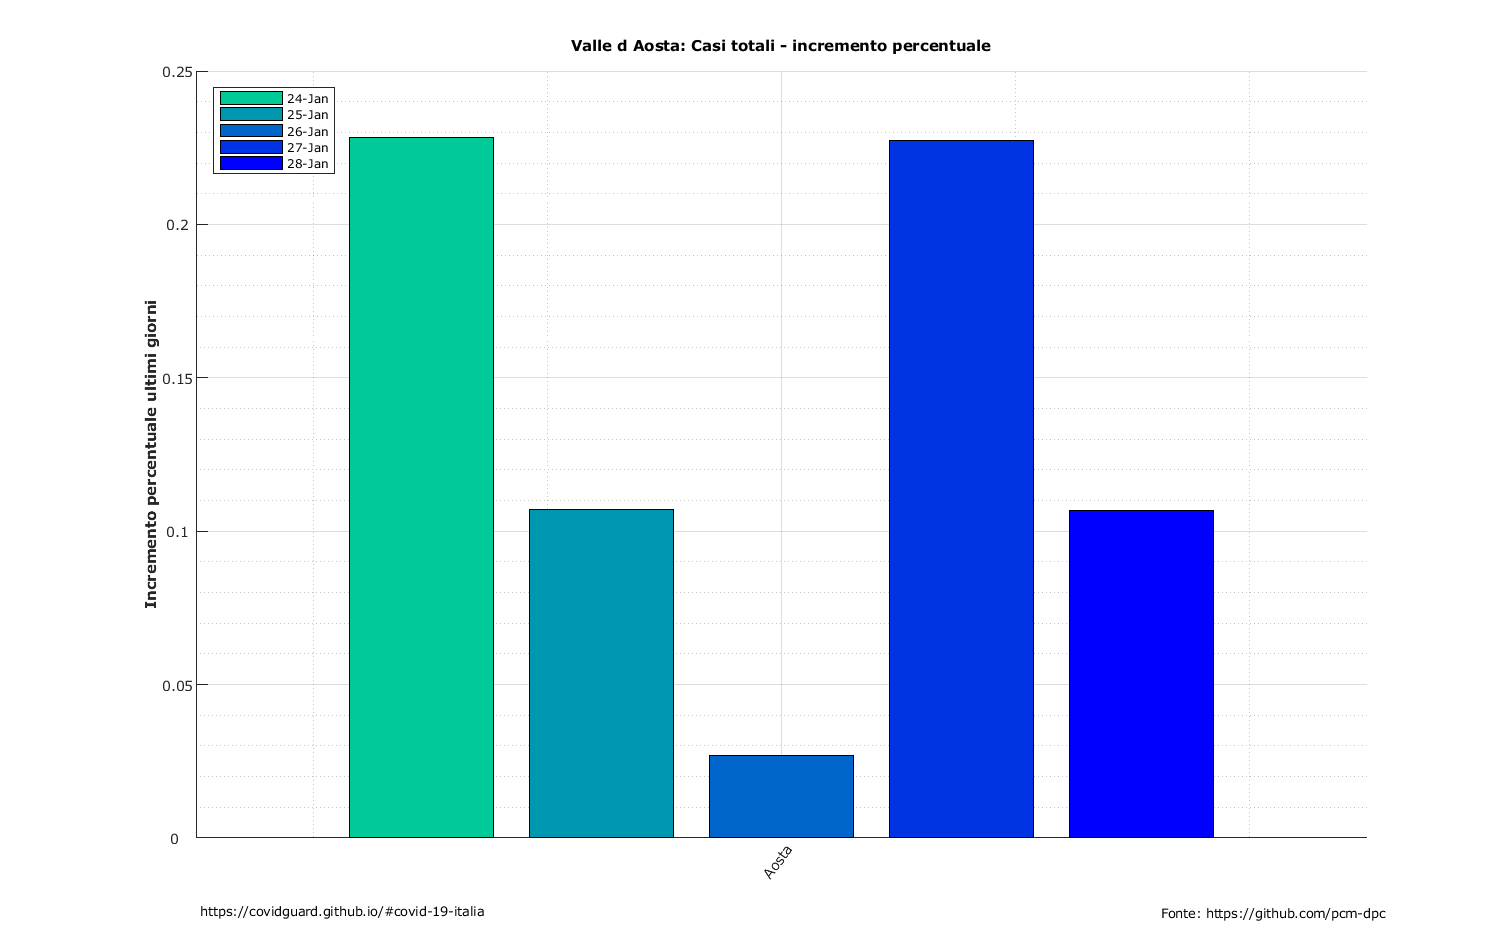 Valle d Aosta: Casi totali - incremento percentuale
0.25
24-Jan
25-Jan
26-Jan
27-Jan
28-Jan
0.2
0.15
0.1
0.05
0
Incremento percentuale ultimi giorni
Aosta
https://covidguard.github.io/#covid-19-italia
Fonte: https://github.com/pcm-dpc